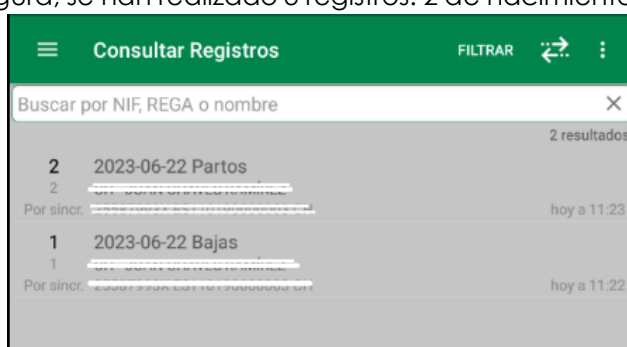 se han realizado 3 registros: 2 de nacimiento
Consultar Registros FILTRAR
Buscar por NIF, REGA o nombre
2 resultados
2 2023-06-22 Partos
2
Por sincr. hoy a 11:23
1 2023-06-22 Bajas
1
Por sincr. hoy a 11:22